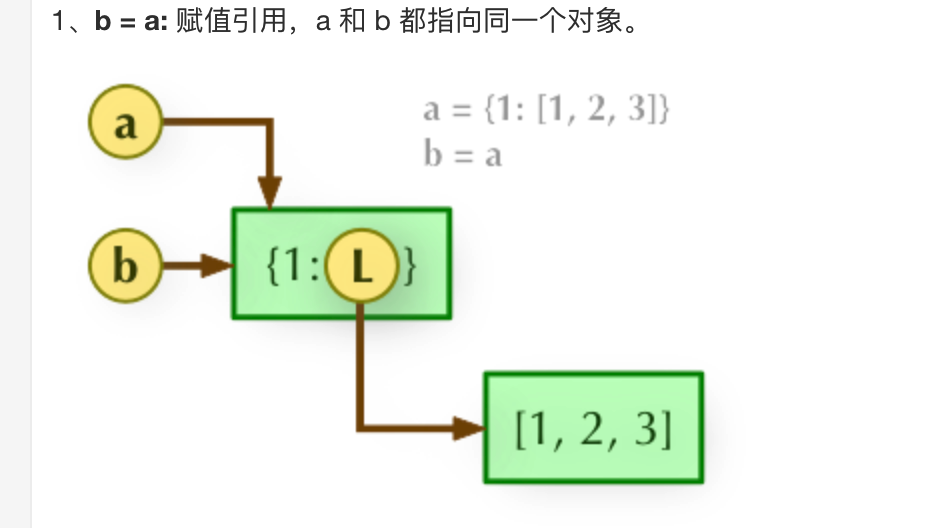 1、b = a: 赋值引用，a 和 b 都指向同一个对象。
a
a = {1: [1, 2, 3]}
b = a
b
{1: L }
[1, 2, 3]